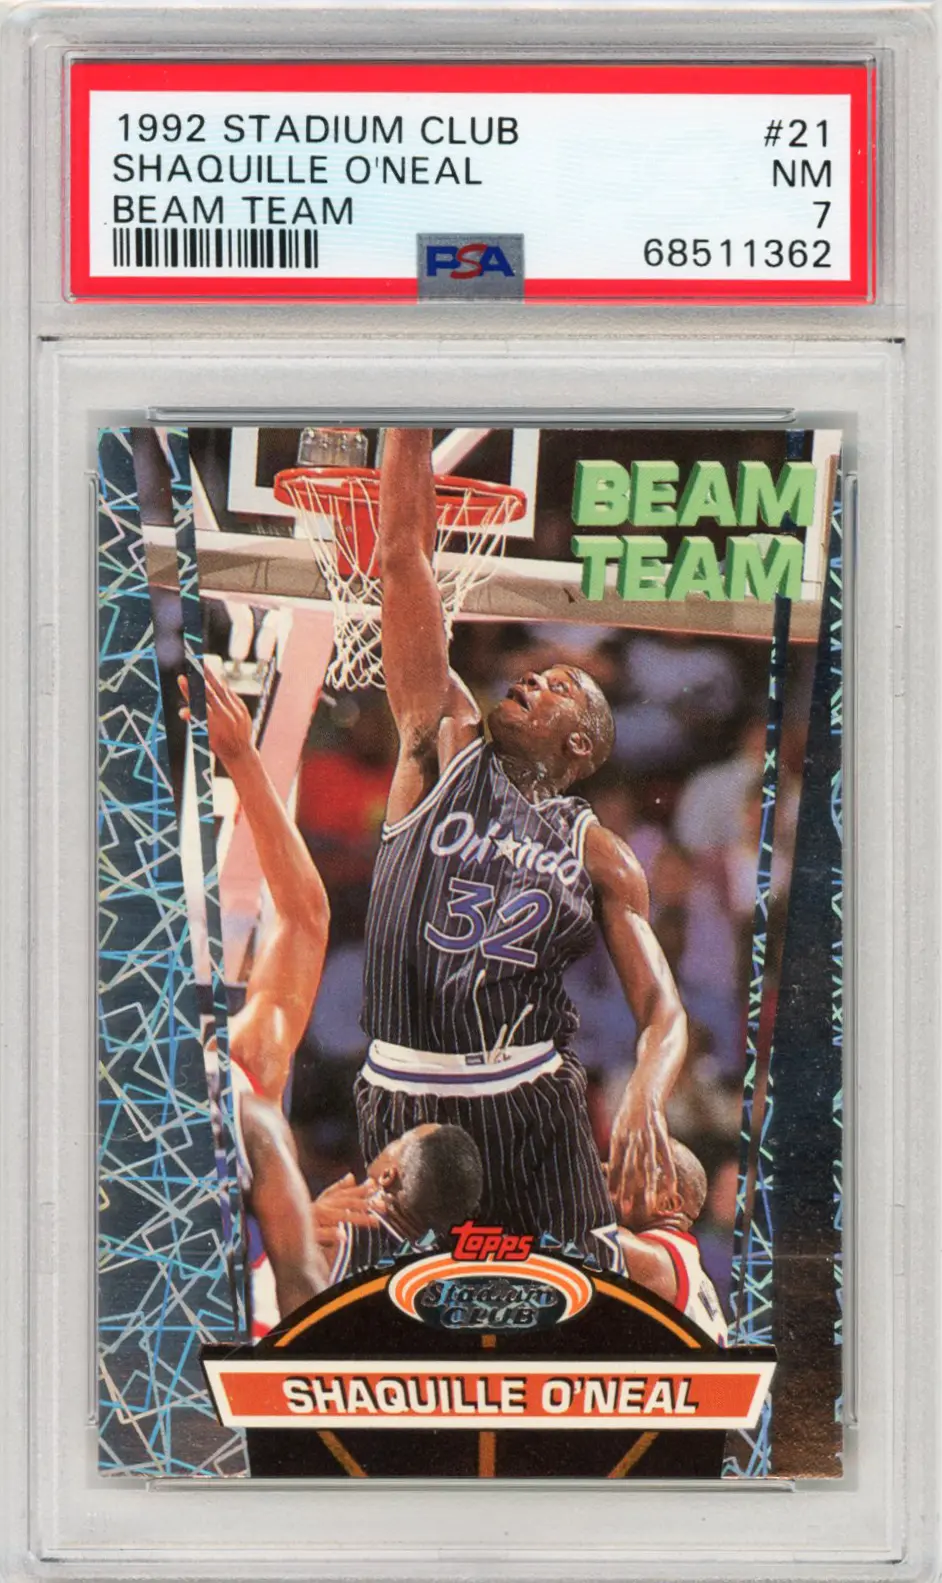 1992 STADIUM CLUB #21
SHAQUILLE O'NEAL NM
BEAM TEAM 7
PSA 68511362
BEAM
TEAM
Orlando
32
TOPPS
Stadium
CLUB
SHAQUILLE O'NEAL